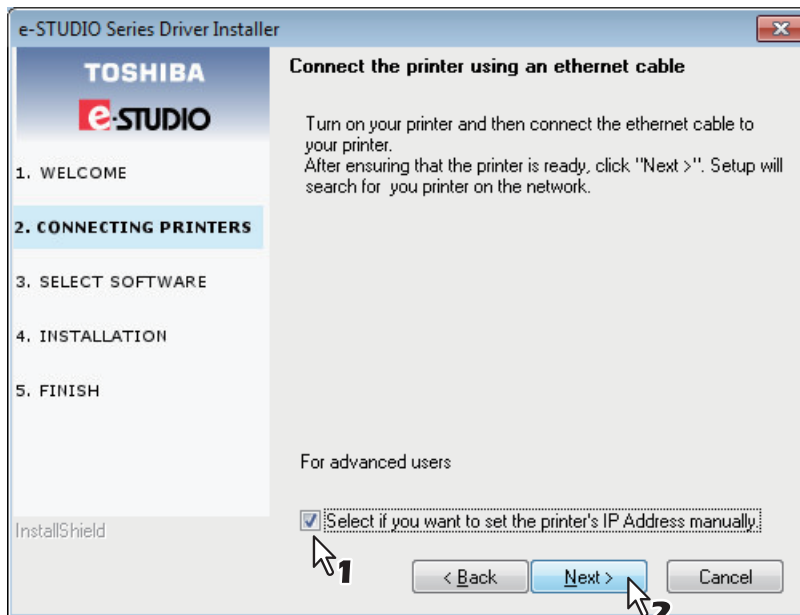 e-STUDIO Series Driver Installer
TOSHIBA
e-STUDIO
1. WELCOME
2. CONNECTING PRINTERS
3. SELECT SOFTWARE
4. INSTALLATION
5. FINISH
InstallShield
Connect the printer using an ethernet cable
Turn on your printer and then connect the ethernet cable to
your printer.
After ensuring that the printer is ready, click "Next >". Setup will
search for you printer on the network.
For advanced users
Select if you want to set the printer's IP Address manually.
1
< Back
Next >
Cancel
2